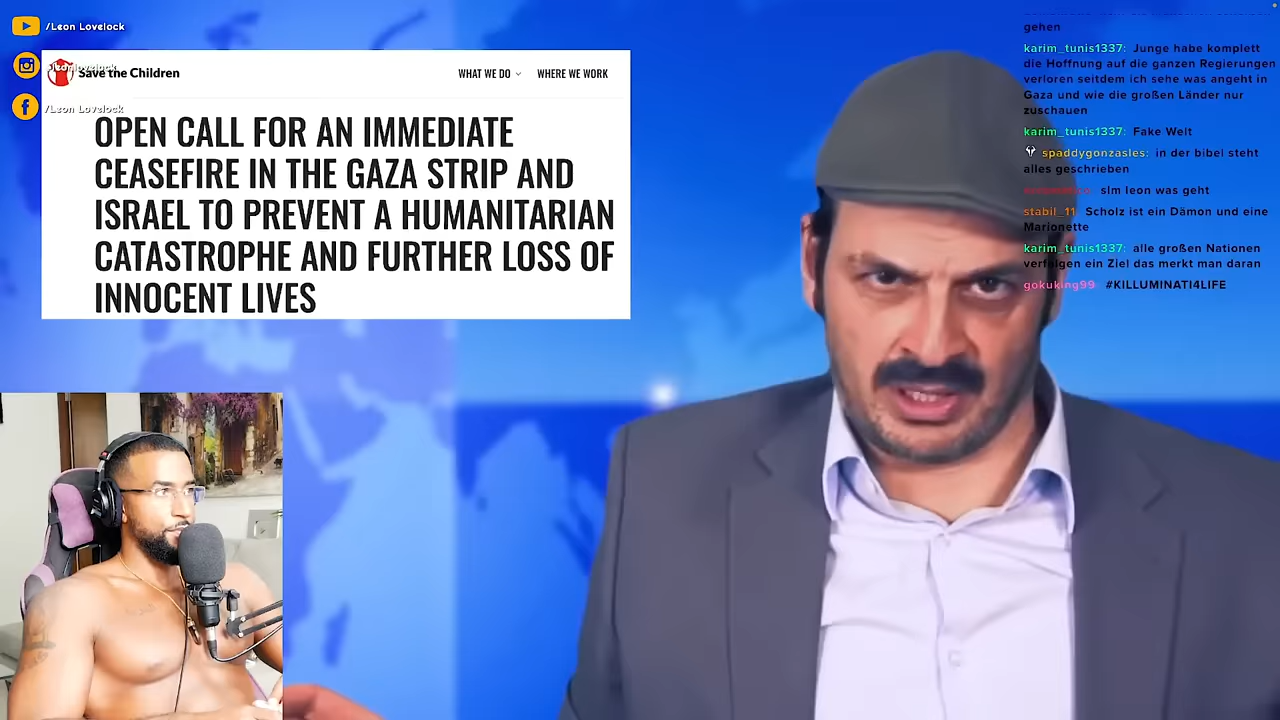 /Leon Lovelock
/Leon Lovelock
/Leon Lovelock
Save the Children
WHAT WE DO
WHERE WE WORK
OPEN CALL FOR AN IMMEDIATE
CEASEFIRE IN THE GAZA STRIP AND
ISRAEL TO PREVENT A HUMANITARIAN
CATASTROPHE AND FURTHER LOSS OF
INNOCENT LIVES
gehen
karim_tunis1337: Junge habe komplett
die Hoffnung auf die ganzen Regierungen
verloren seitdem ich sehe was angeht in
Gaza und wie die großen Länder nur
zuschauen
karim_tunis1337: Fake Welt
spaddygonzasles: in der bibel steht
alles geschrieben
slm leon was geht
stabil_11: Scholz ist ein Dämon und eine
Marionette
karim_tunis1337: alle großen Nationen
verfolgen ein Ziel das merkt man daran
gokuking99: #KILLUMINATI4LIFE